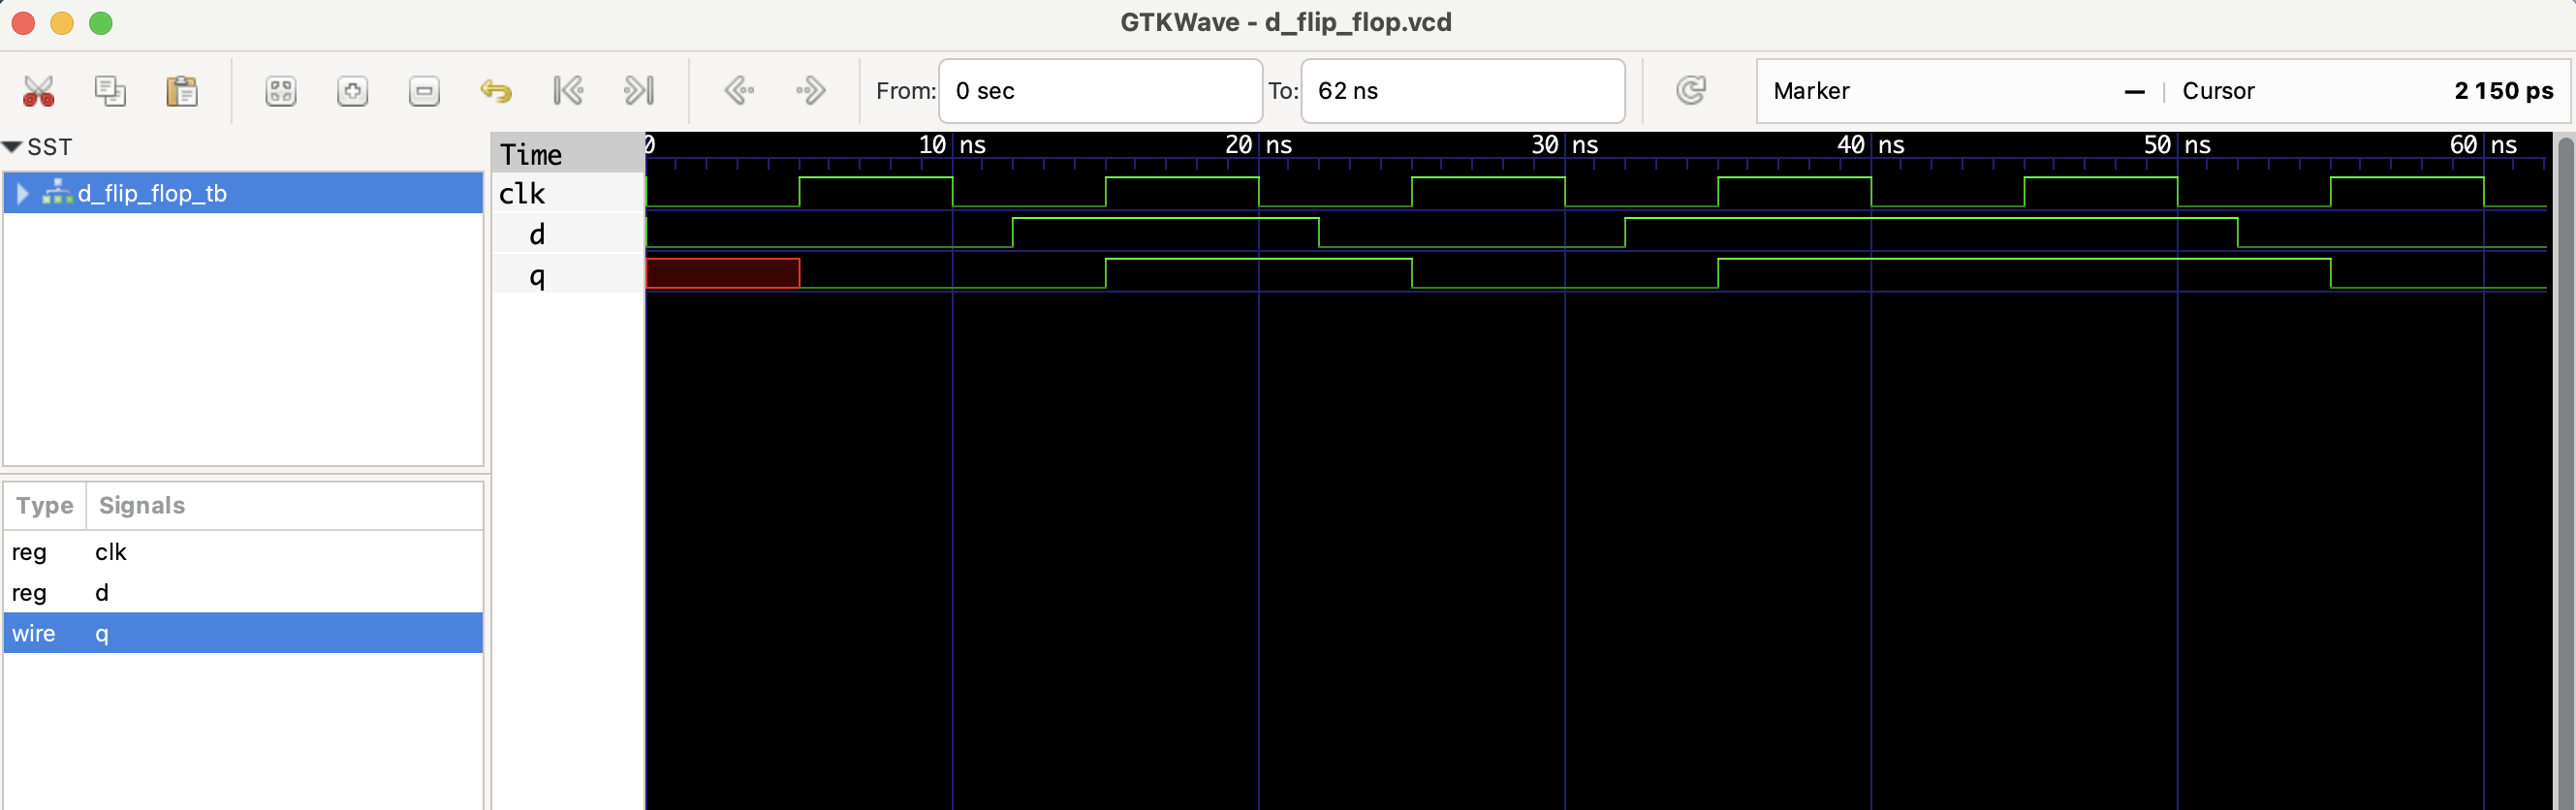 GTKWave - d_flip_flop.vcd
From: 0 sec To: 62 ns Marker — | Cursor 2 150 ps
SST
d_flip_flop_tb
Time 0 10 ns 20 ns 30 ns 40 ns 50 ns 60 ns
clk
d
q
Type Signals
reg clk
reg d
wire q